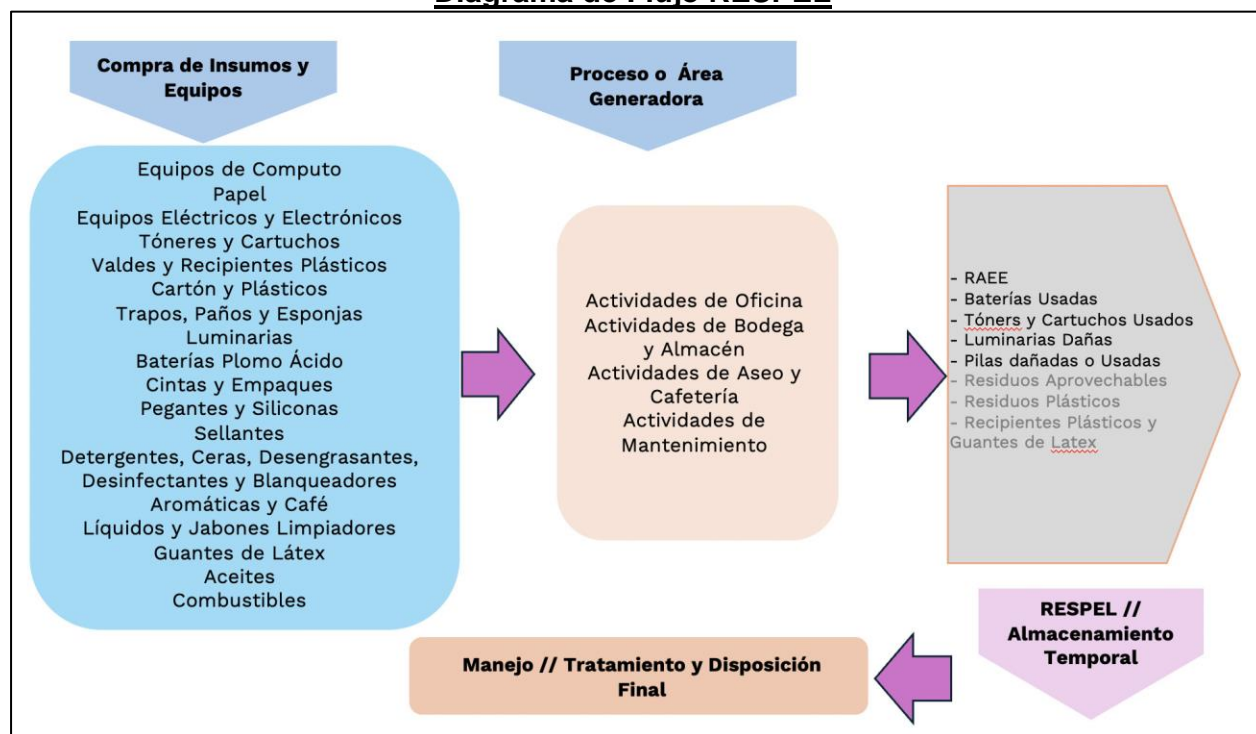 Diagrama de Flujo RESPEL
Compra de Insumos y
Equipos
Proceso o Área
Generadora
Equipos de Computo
Papel
Equipos Eléctricos y Electrónicos
Tóneres y Cartuchos
Valdes y Recipientes Plásticos
Cartón y Plásticos
Trapos, Paños y Esponjas
Luminarias
Baterías Plomo Ácido
Cintas y Empaques
Pegantes y Siliconas
Sellantes
Detergentes, Ceras, Desengrasantes,
Desinfectantes y Blanqueadores
Aromáticas y Café
Líquidos y Jabones Limpiadores
Guantes de Látex
Aceites
Combustibles
Actividades de Oficina
Actividades de Bodega
y Almacén
Actividades de Aseo y
Cafetería
Actividades de
Mantenimiento
- RAEE
- Baterías Usadas
- Tóners y Cartuchos Usados
- Luminarias Dañas
- Pilas dañadas o Usadas
- Residuos Aprovechables
- Residuos Plásticos
- Recipientes Plásticos y
Guantes de Latex
RESPEL //
Almacenamiento
Temporal
Manejo // Tratamiento y Disposición
Final